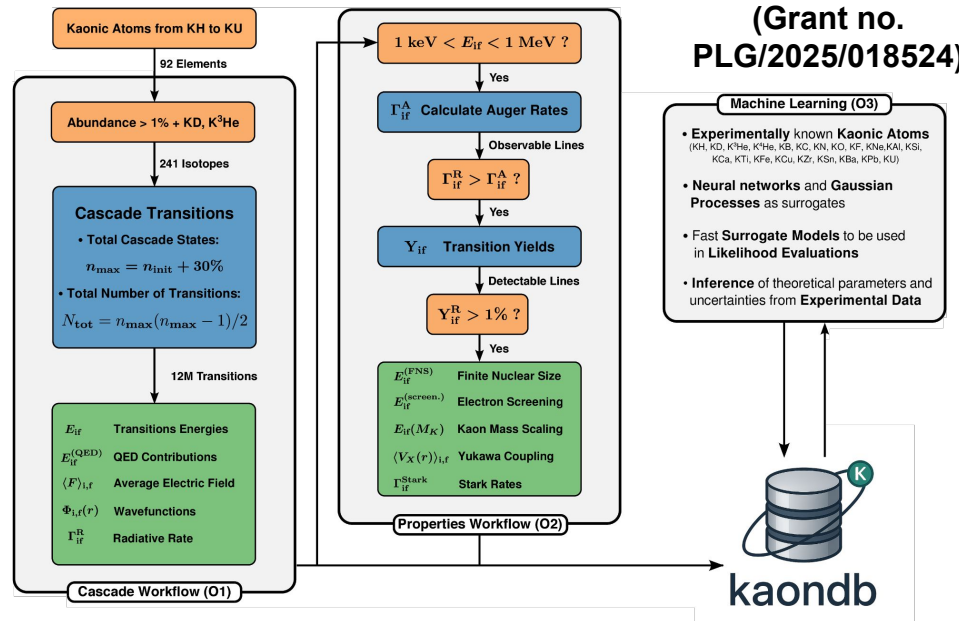 (Grant no.
PLG/2025/018524)
Kaonic Atoms from KH to KU
92 Elements
Abundance > 1% + KD, K³He
241 Isotopes
Cascade Transitions
• Total Cascade States:
n_max = n_init + 30%
• Total Number of Transitions:
N_tot = n_max(n_max − 1)/2
12M Transitions
E_if Transitions Energies
E_if^(QED) QED Contributions
⟨F⟩_i,f Average Electric Field
Φ_i,f(r) Wavefunctions
Γ_if^R Radiative Rate
Cascade Workflow (O1)
1 keV < E_if < 1 MeV ?
Yes
Γ_if^A Calculate Auger Rates
Observable Lines
Γ_if^R > Γ_if^A ?
Yes
Y_if Transition Yields
Detectable Lines
Y_if^R > 1% ?
Yes
E_if^(FNS) Finite Nuclear Size
E_if^(screen.) Electron Screening
E_if(M_K) Kaon Mass Scaling
⟨V_X(r)⟩_i,f Yukawa Coupling
Γ_if^Stark Stark Rates
Properties Workflow (O2)
Machine Learning (O3)
• Experimentally known Kaonic Atoms
(KH, KD, K³He, K⁴He, KB, KC, KN, KO, KF, KNe,KAl, KSi,
KCa, KTi, KFe, KCu, KZr, KSn, KBa, KPb, KU)
• Neural networks and Gaussian
Processes as surrogates
• Fast Surrogate Models to be used
in Likelihood Evaluations
• Inference of theoretical parameters and
uncertainties from Experimental Data
K
kaondb